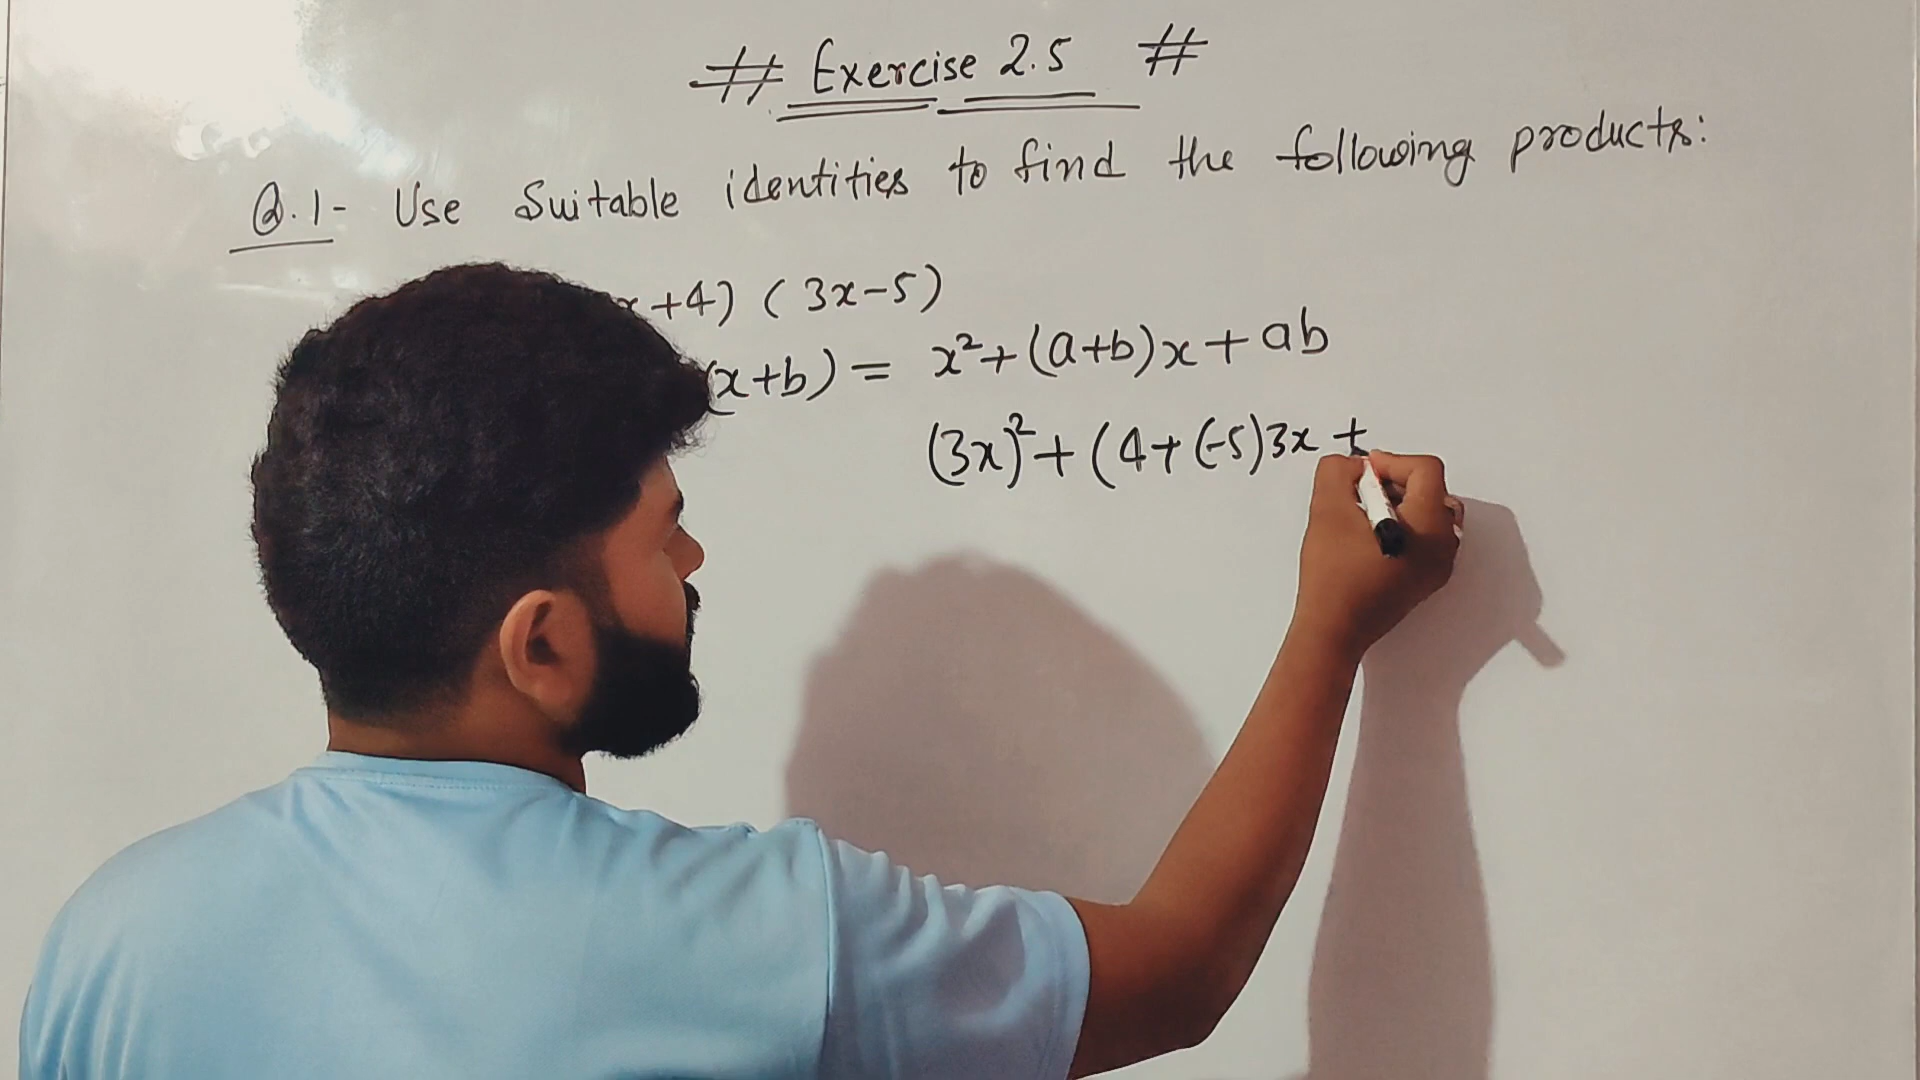 # Exercise 2.5 #
Q.1- Use Suitable identities to find the following products:
x+4) (3x-5)
(x+b) = x²+(a+b)x+ab
(3x)²+(4+(-5)3x+